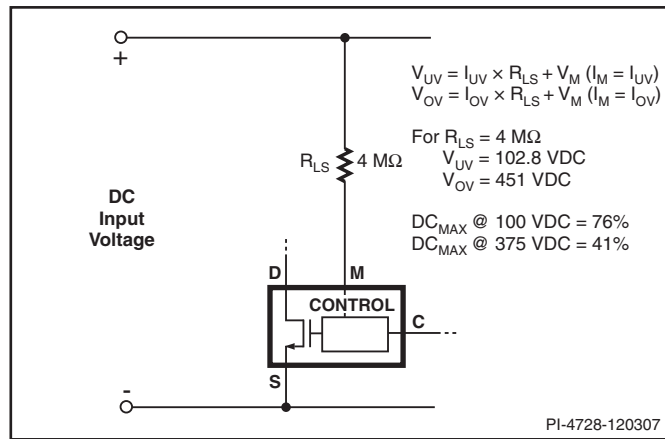 +
V_UV = I_UV × R_LS + V_M (I_M = I_UV)
V_OV = I_OV × R_LS + V_M (I_M = I_OV)
For R_LS = 4 MΩ
V_UV = 102.8 VDC
V_OV = 451 VDC
DC_MAX @ 100 VDC = 76%
DC_MAX @ 375 VDC = 41%
R_LS 4 MΩ
DC
Input
Voltage
D M
CONTROL
C
S
-
PI-4728-120307